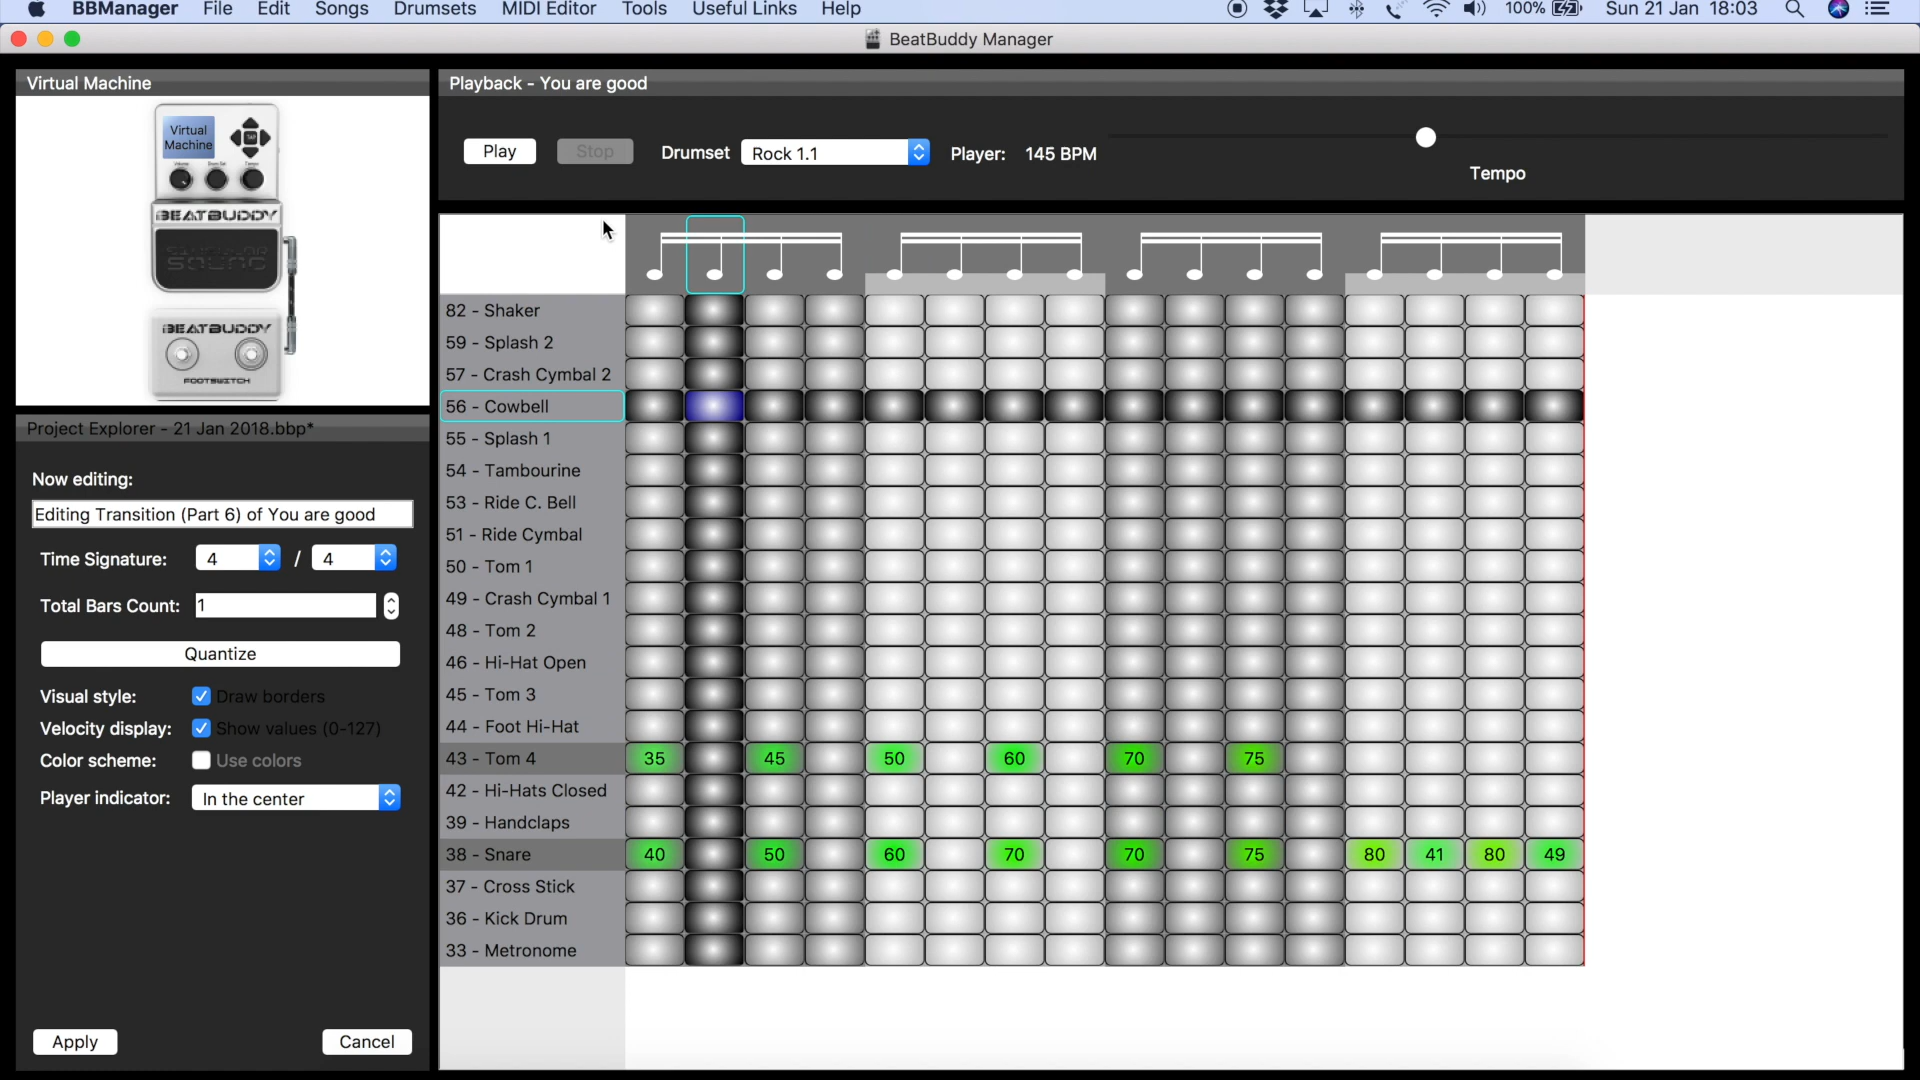 BBManager File Edit Songs Drumsets MIDI Editor Tools Useful Links Help 100% Sun 21 Jan 18:03
BeatBuddy Manager
Virtual Machine
Playback - You are good
Virtual
Machine
TAP
Volume Drum Set Tempo
BEATBUDDY
SINGULAR
SOUND
BEATBUDDY
FOOTSWITCH
Play Stop Drumset Rock 1.1 Player: 145 BPM
Tempo
Project Explorer - 21 Jan 2018.bbp*
Now editing:
Editing Transition (Part 6) of You are good
Time Signature: 4 / 4
Total Bars Count: 1
Quantize
Visual style: Draw borders
Velocity display: Show values (0-127)
Color scheme: Use colors
Player indicator: In the center
Apply Cancel
82 - Shaker
59 - Splash 2
57 - Crash Cymbal 2
56 - Cowbell
55 - Splash 1
54 - Tambourine
53 - Ride C. Bell
51 - Ride Cymbal
50 - Tom 1
49 - Crash Cymbal 1
48 - Tom 2
46 - Hi-Hat Open
45 - Tom 3
44 - Foot Hi-Hat
43 - Tom 4 35 45 50 60 70 75
42 - Hi-Hats Closed
39 - Handclaps
38 - Snare 40 50 60 70 70 75 80 41 80 49
37 - Cross Stick
36 - Kick Drum
33 - Metronome